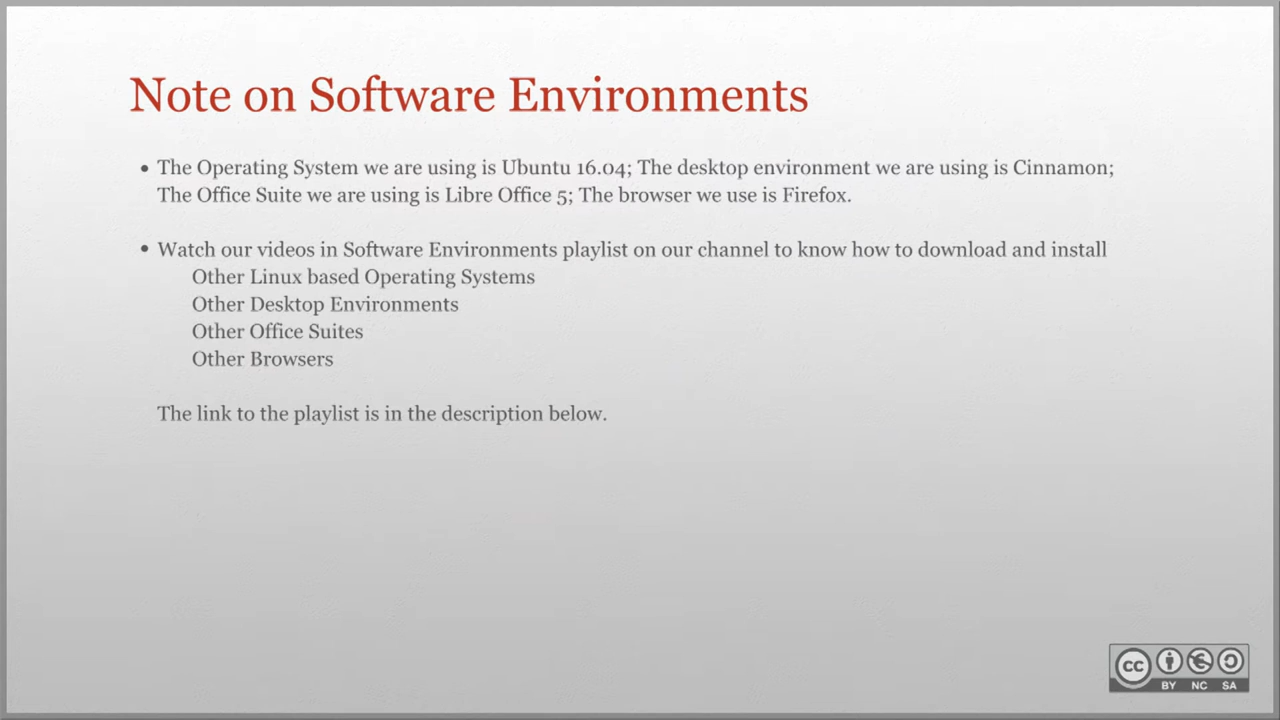 Note on Software Environments
• The Operating System we are using is Ubuntu 16.04; The desktop environment we are using is Cinnamon;
The Office Suite we are using is Libre Office 5; The browser we use is Firefox.
• Watch our videos in Software Environments playlist on our channel to know how to download and install
Other Linux based Operating Systems
Other Desktop Environments
Other Office Suites
Other Browsers
The link to the playlist is in the description below.
cc
BY NC SA